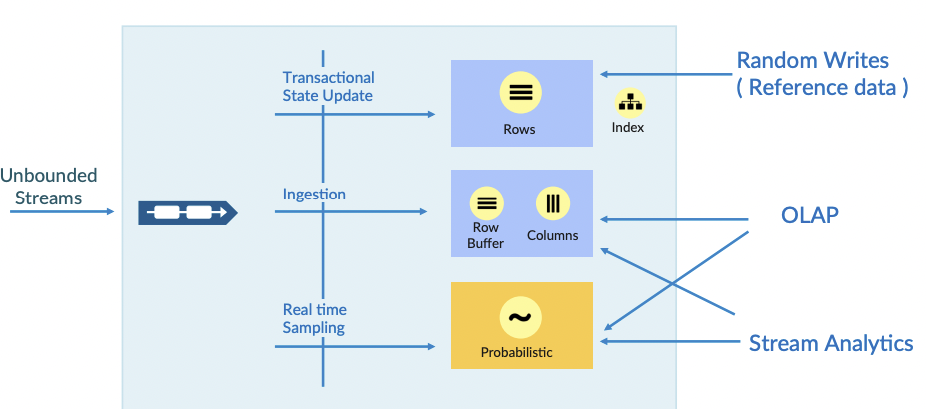 Unbounded
Streams
Transactional
State Update
Ingestion
Real time
Sampling
Rows
Index
Row
Buffer
Columns
Probabilistic
Random Writes
( Reference data )
OLAP
Stream Analytics